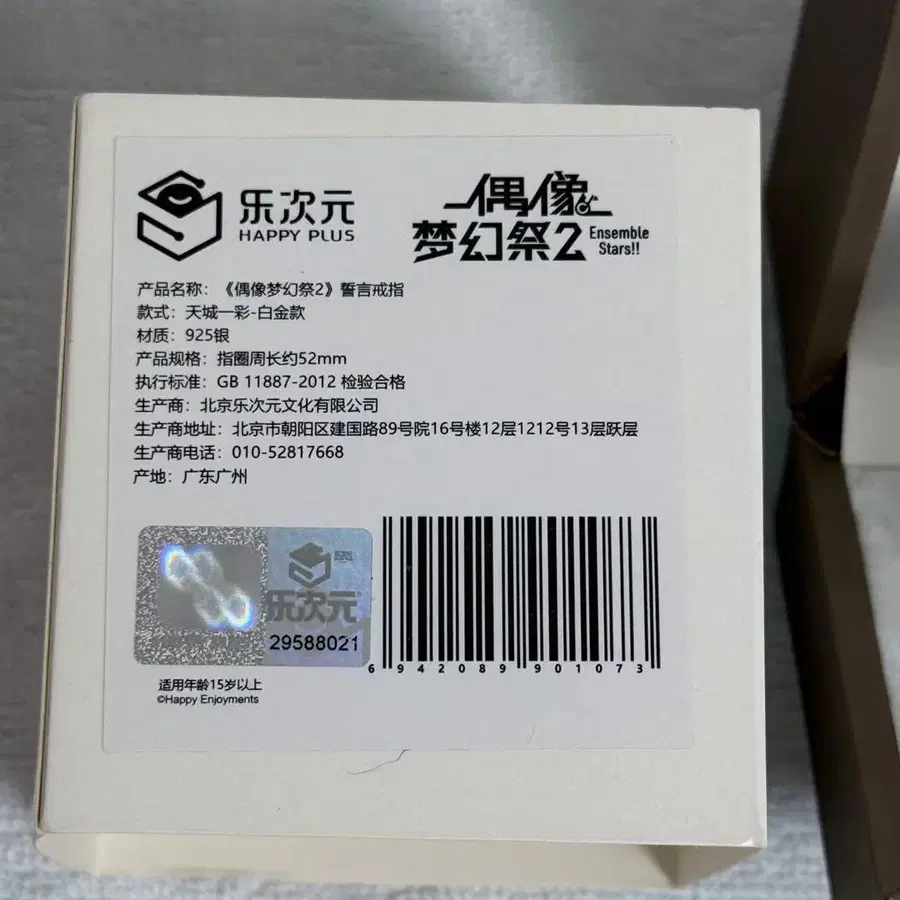 乐次元
HAPPY PLUS
偶像
梦幻祭2 Ensemble Stars!!
产品名称：《偶像梦幻祭2》誓言戒指
款式：天城一彩-白金款
材质：925银
产品规格：指圈周长约52mm
执行标准：GB 11887-2012 检验合格
生产商：北京乐次元文化有限公司
生产商地址：北京市朝阳区建国路89号院16号楼12层1212号13层跃层
生产商电话：010-52817668
产地：广东广州
乐次元
29588021
6942089901073
适用年龄15岁以上
©Happy Enjoyments